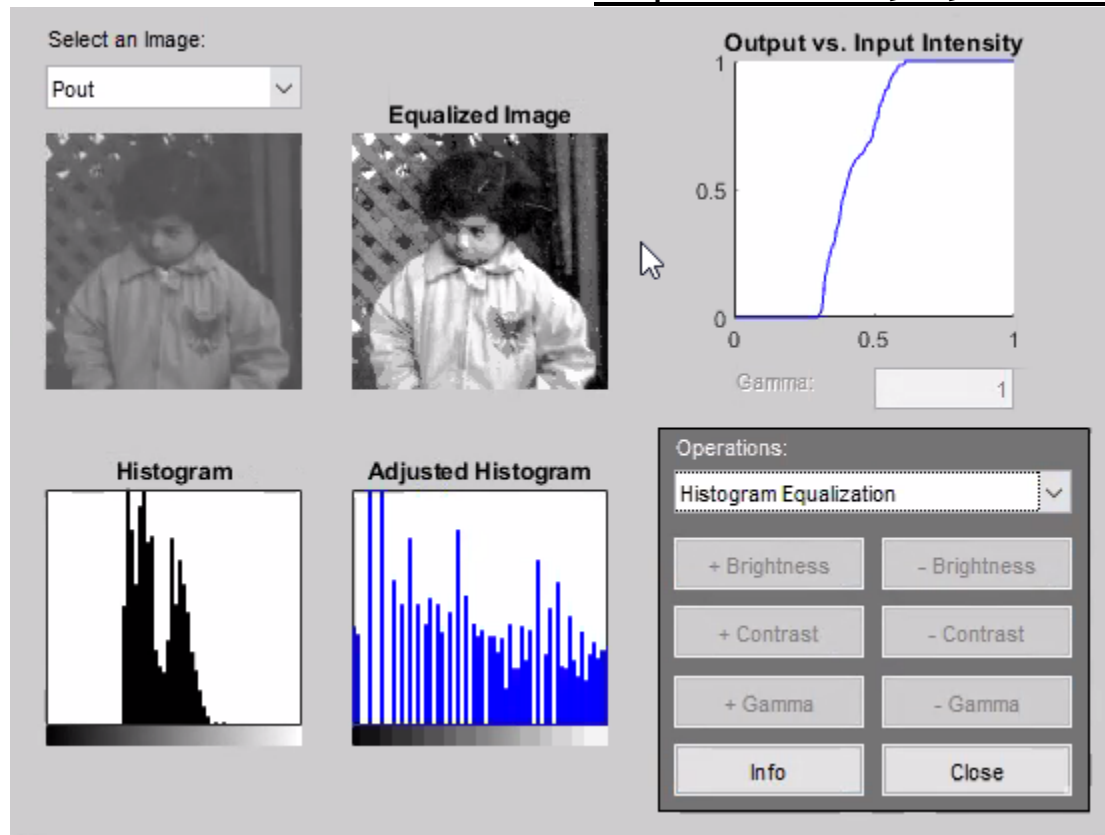 Select an Image:
Pout
Equalized Image
Output vs. Input Intensity
1
0.5
0
0 0.5 1
Gamma: 1
Histogram
Adjusted Histogram
Operations:
Histogram Equalization
+ Brightness - Brightness
+ Contrast - Contrast
+ Gamma - Gamma
Info Close